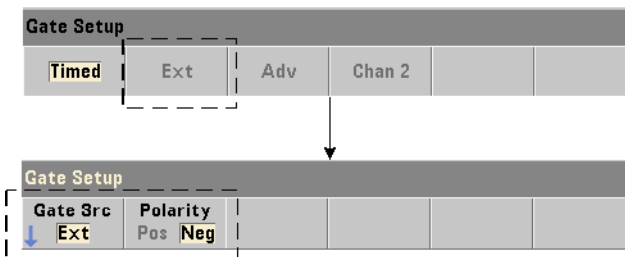 Gate Setup
Timed Ext Adv Chan 2
Gate Setup
Gate Src Polarity
Ext Pos Neg